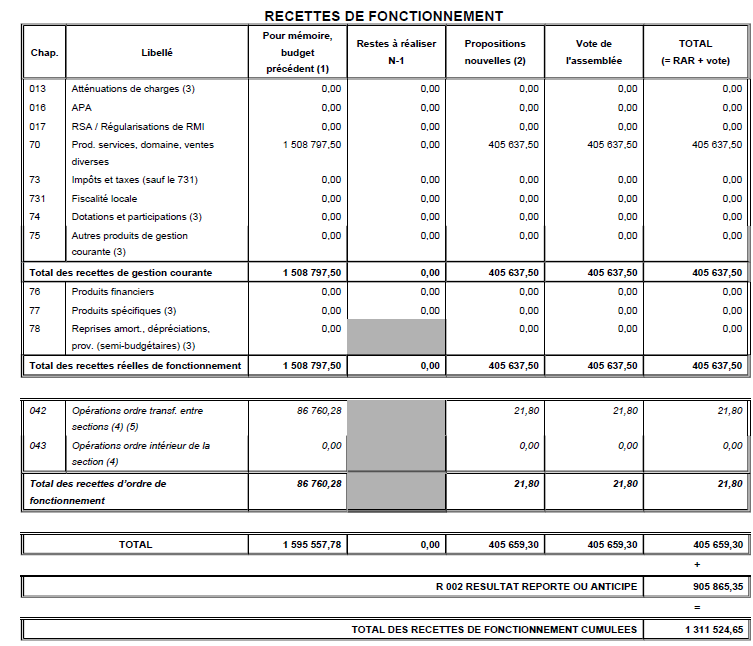 RECETTES DE FONCTIONNEMENT
Chap. Libellé Pour mémoire, budget précédent (1) Restes à réaliser N-1 Propositions nouvelles (2) Vote de l'assemblée TOTAL (= RAR + vote)
013 Atténuations de charges (3) 0,00 0,00 0,00 0,00 0,00
016 APA 0,00 0,00 0,00 0,00 0,00
017 RSA / Régularisations de RMI 0,00 0,00 0,00 0,00 0,00
70 Prod. services, domaine, ventes 1 508 797,50 0,00 405 637,50 405 637,50 405 637,50
diverses
73 Impôts et taxes (sauf le 731) 0,00 0,00 0,00 0,00 0,00
731 Fiscalité locale 0,00 0,00 0,00 0,00 0,00
74 Dotations et participations (3) 0,00 0,00 0,00 0,00 0,00
75 Autres produits de gestion 0,00 0,00 0,00 0,00 0,00
courante (3)
Total des recettes de gestion courante 1 508 797,50 0,00 405 637,50 405 637,50 405 637,50
76 Produits financiers 0,00 0,00 0,00 0,00 0,00
77 Produits spécifiques (3) 0,00 0,00 0,00 0,00 0,00
78 Reprises amort., dépréciations, 0,00 0,00 0,00 0,00
prov. (semi-budgétaires) (3)
Total des recettes réelles de fonctionnement 1 508 797,50 0,00 405 637,50 405 637,50 405 637,50
042 Opérations ordre transf. entre 86 760,28 21,80 21,80 21,80
sections (4) (5)
043 Opérations ordre intérieur de la 0,00 0,00 0,00 0,00
section (4)
Total des recettes d'ordre de 86 760,28 21,80 21,80 21,80
fonctionnement
TOTAL 1 595 557,78 0,00 405 659,30 405 659,30 405 659,30
+
R 002 RESULTAT REPORTE OU ANTICIPE 905 865,35
=
TOTAL DES RECETTES DE FONCTIONNEMENT CUMULEES 1 311 524,65